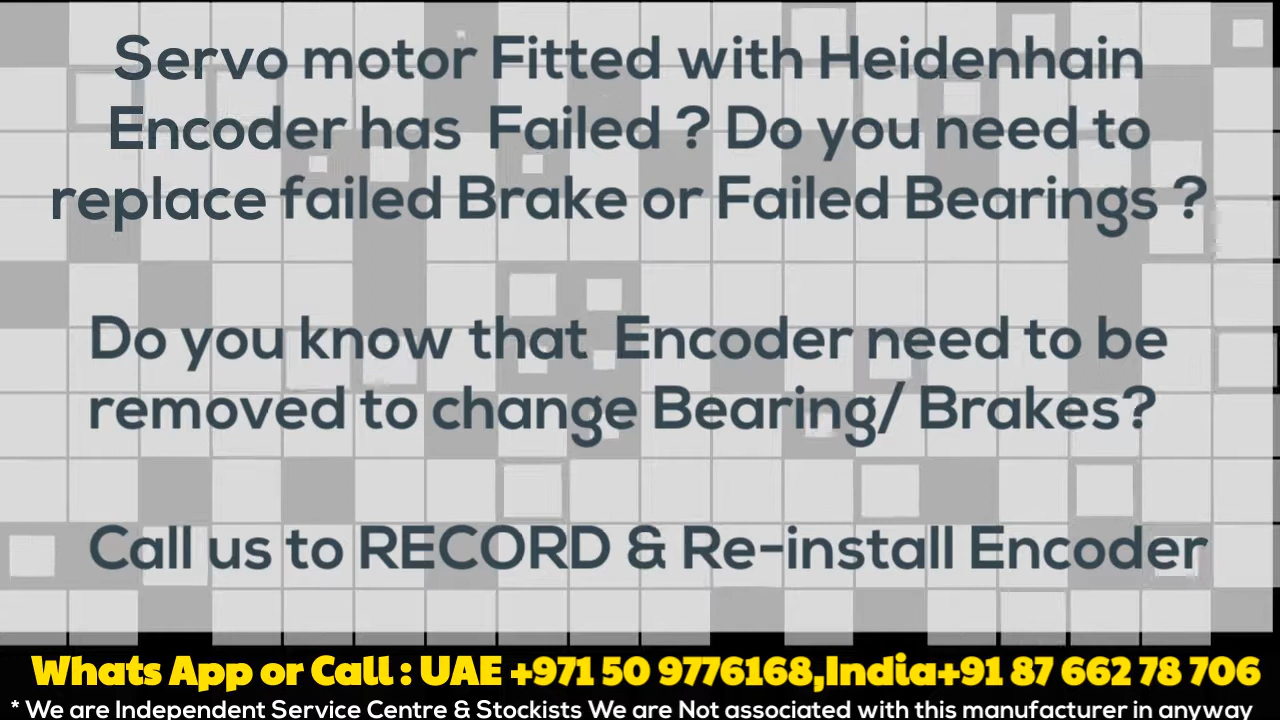 Servo motor Fitted with Heidenhain
Encoder has Failed ? Do you need to
replace failed Brake or Failed Bearings ?
Do you know that Encoder need to be
removed to change Bearing/ Brakes?
Call us to RECORD & Re-install Encoder
Whats App or Call : UAE +971 50 9776168,India+91 87 662 78 706
* We are Independent Service Centre & Stockists We are Not associated with this manufacturer in anyway